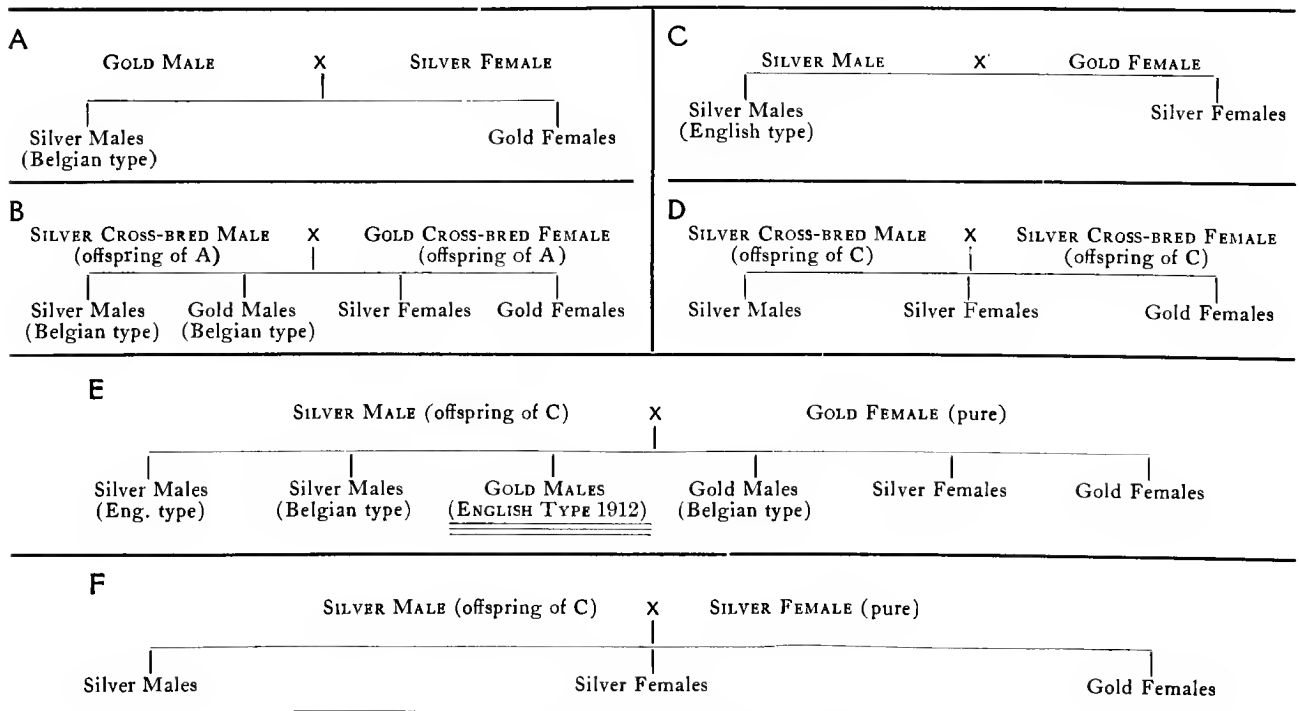 A
GOLD MALE X SILVER FEMALE
Silver Males Gold Females
(Belgian type)
C
SILVER MALE X GOLD FEMALE
Silver Males Silver Females
(English type)
B
SILVER CROSS-BRED MALE X GOLD CROSS-BRED FEMALE
(offspring of A) (offspring of A)
Silver Males Gold Males Silver Females Gold Females
(Belgian type) (Belgian type)
D
SILVER CROSS-BRED MALE X SILVER CROSS-BRED FEMALE
(offspring of C) (offspring of C)
Silver Males Silver Females Gold Females
E
SILVER MALE (offspring of C) X GOLD FEMALE (pure)
Silver Males Silver Males GOLD MALES Gold Males Silver Females Gold Females
(Eng. type) (Belgian type) (ENGLISH TYPE 1912) (Belgian type)
F
SILVER MALE (offspring of C) X SILVER FEMALE (pure)
Silver Males Silver Females Gold Females